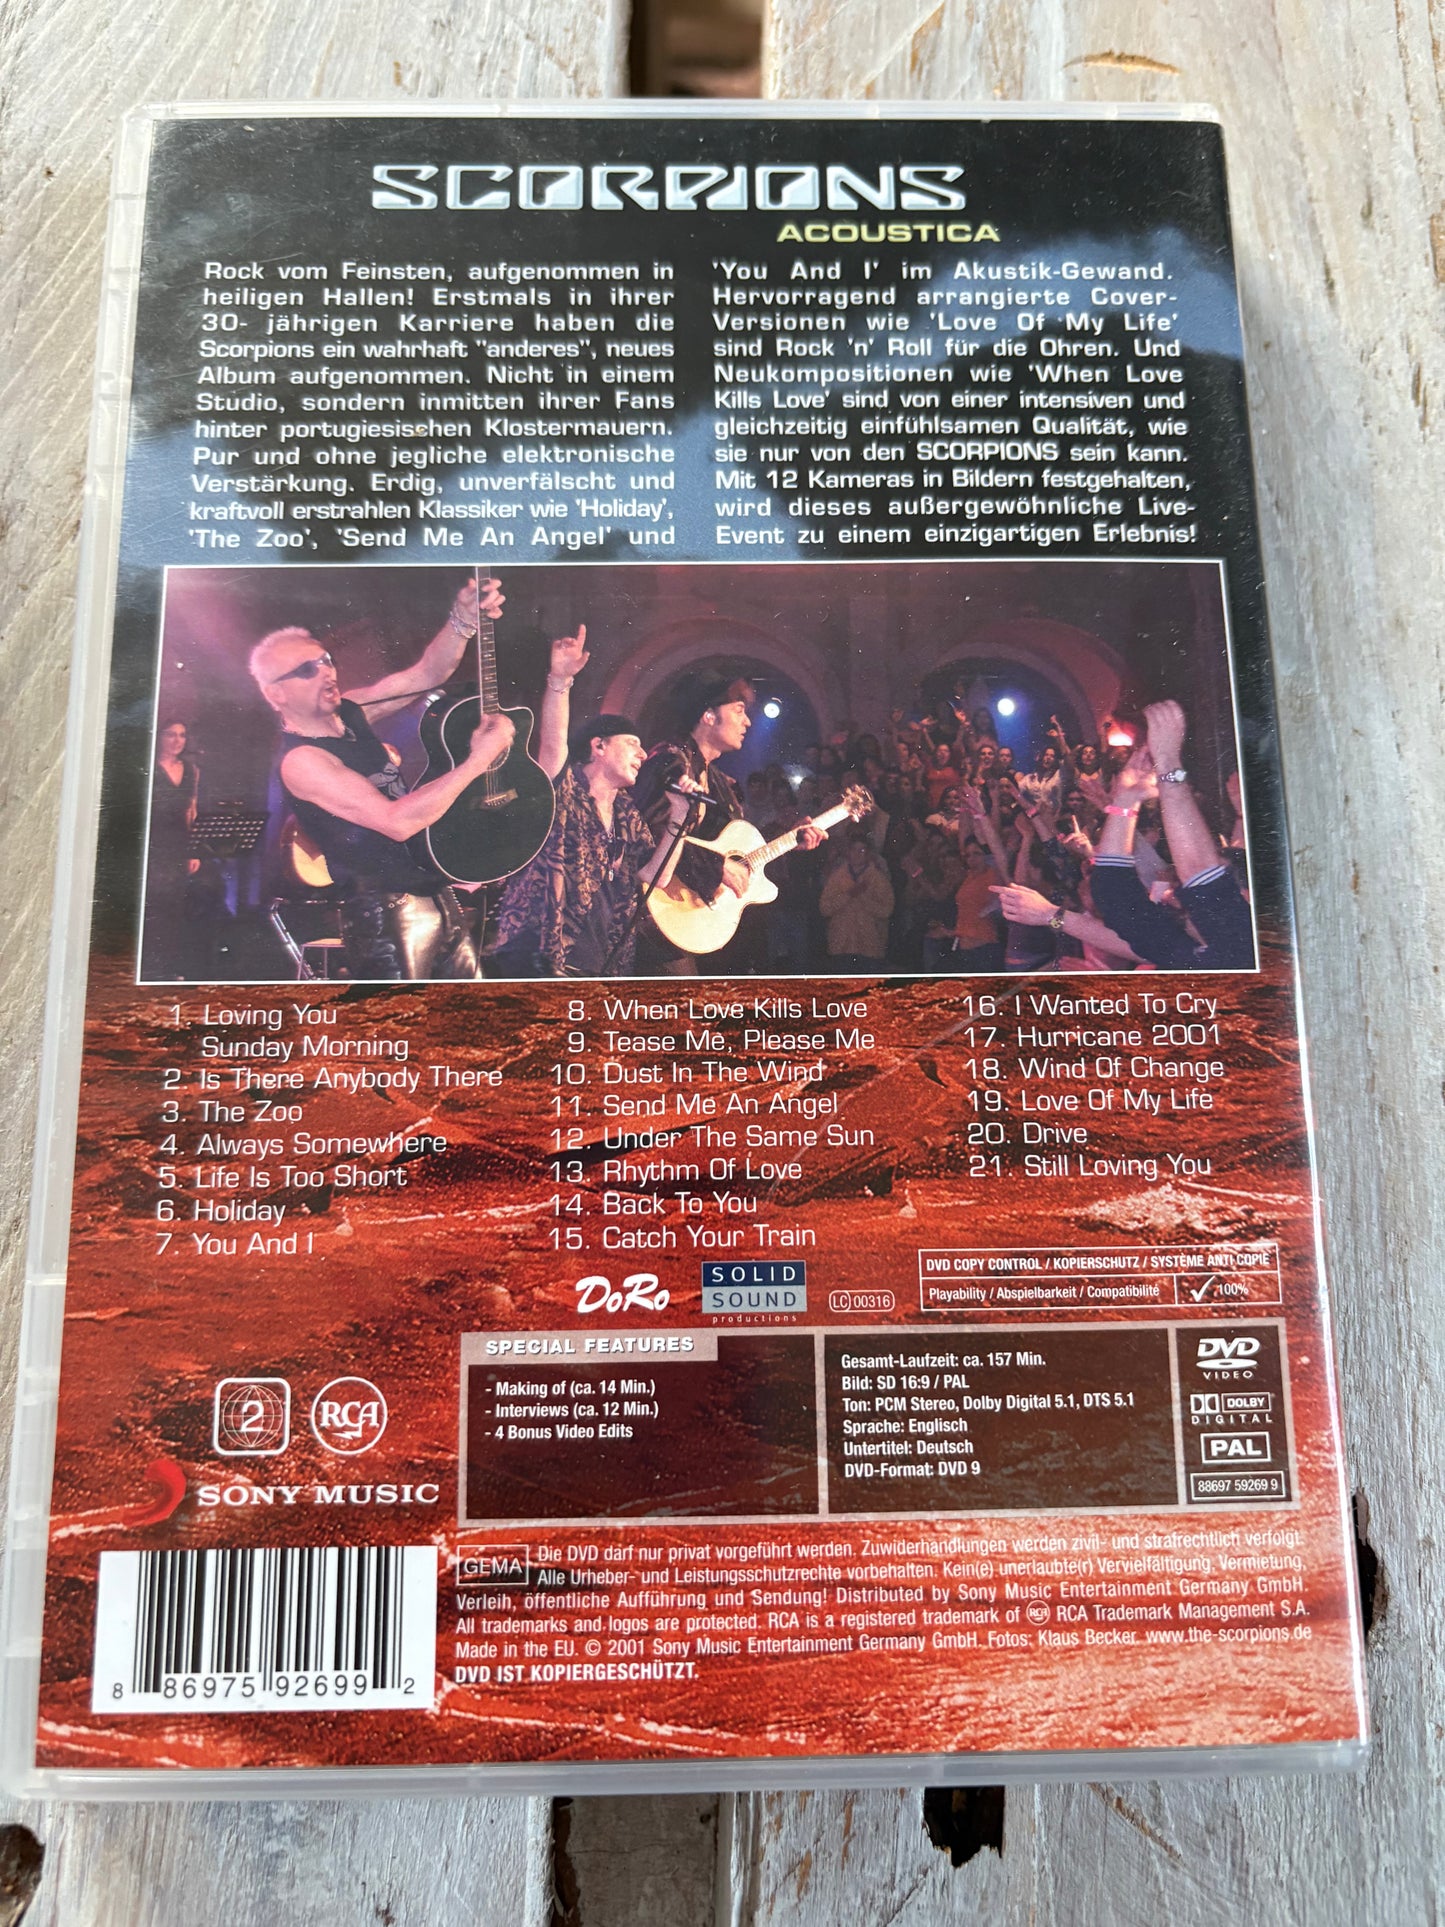 SCORPIONS
ACOUSTICA
Rock vom Feinsten, aufgenommen in
heiligen Hallen! Erstmals in ihrer
30- jährigen Karriere haben die
Scorpions ein wahrhaft "anderes", neues
Album aufgenommen. Nicht in einem
Studio, sondern inmitten ihrer Fans
hinter portugiesischen Klostermauern.
Pur und ohne jegliche elektronische
Verstärkung. Erdig, unverfälscht und
kraftvoll erstrahlen Klassiker wie 'Holiday',
'The Zoo', 'Send Me An Angel' und
'You And I' im Akustik-Gewand.
Hervorragend arrangierte Cover-
Versionen wie 'Love Of My Life'
sind Rock 'n' Roll für die Ohren. Und
Neukompositionen wie 'When Love
Kills Love' sind von einer intensiven und
gleichzeitig einfühlsamen Qualität, wie
sie nur von den SCORPIONS sein kann.
Mit 12 Kameras in Bildern festgehalten,
wird dieses außergewöhnliche Live-
Event zu einem einzigartigen Erlebnis!
1. Loving You
Sunday Morning
2. Is There Anybody There
3. The Zoo
4. Always Somewhere
5. Life Is Too Short
6. Holiday
7. You And I
8. When Love Kills Love
9. Tease Me, Please Me
10. Dust In The Wind
11. Send Me An Angel
12. Under The Same Sun
13. Rhythm Of Love
14. Back To You
15. Catch Your Train
16. I Wanted To Cry
17. Hurricane 2001
18. Wind Of Change
19. Love Of My Life
20. Drive
21. Still Loving You
DoRo
SOLID
SOUND
productions
LC 00316
DVD COPY CONTROL / KOPIERSCHUTZ / SYSTÈME ANTI COPIE
Playability / Abspielbarkeit / Compatibilité ✓ 100%
SPECIAL FEATURES
- Making of (ca. 14 Min.)
- Interviews (ca. 12 Min.)
- 4 Bonus Video Edits
Gesamt-Laufzeit: ca. 157 Min.
Bild: SD 16:9 / PAL
Ton: PCM Stereo, Dolby Digital 5.1, DTS 5.1
Sprache: Englisch
Untertitel: Deutsch
DVD-Format: DVD 9
DVD
VIDEO
DOLBY
DIGITAL
PAL
88697 59269 9
2
RCA
SONY MUSIC
GEMA
Die DVD darf nur privat vorgeführt werden. Zuwiderhandlungen werden zivil- und strafrechtlich verfolgt.
Alle Urheber- und Leistungsschutzrechte vorbehalten. Kein(e) unerlaubte(r) Vervielfältigung, Vermietung,
Verleih, öffentliche Aufführung und Sendung! Distributed by Sony Music Entertainment Germany GmbH.
All trademarks and logos are protected. RCA is a registered trademark of RCA RCA Trademark Management S.A.
Made in the EU. © 2001 Sony Music Entertainment Germany GmbH. Fotos: Klaus Becker. www.the-scorpions.de
DVD IST KOPIERGESCHÜTZT.
8 86975 92699 2